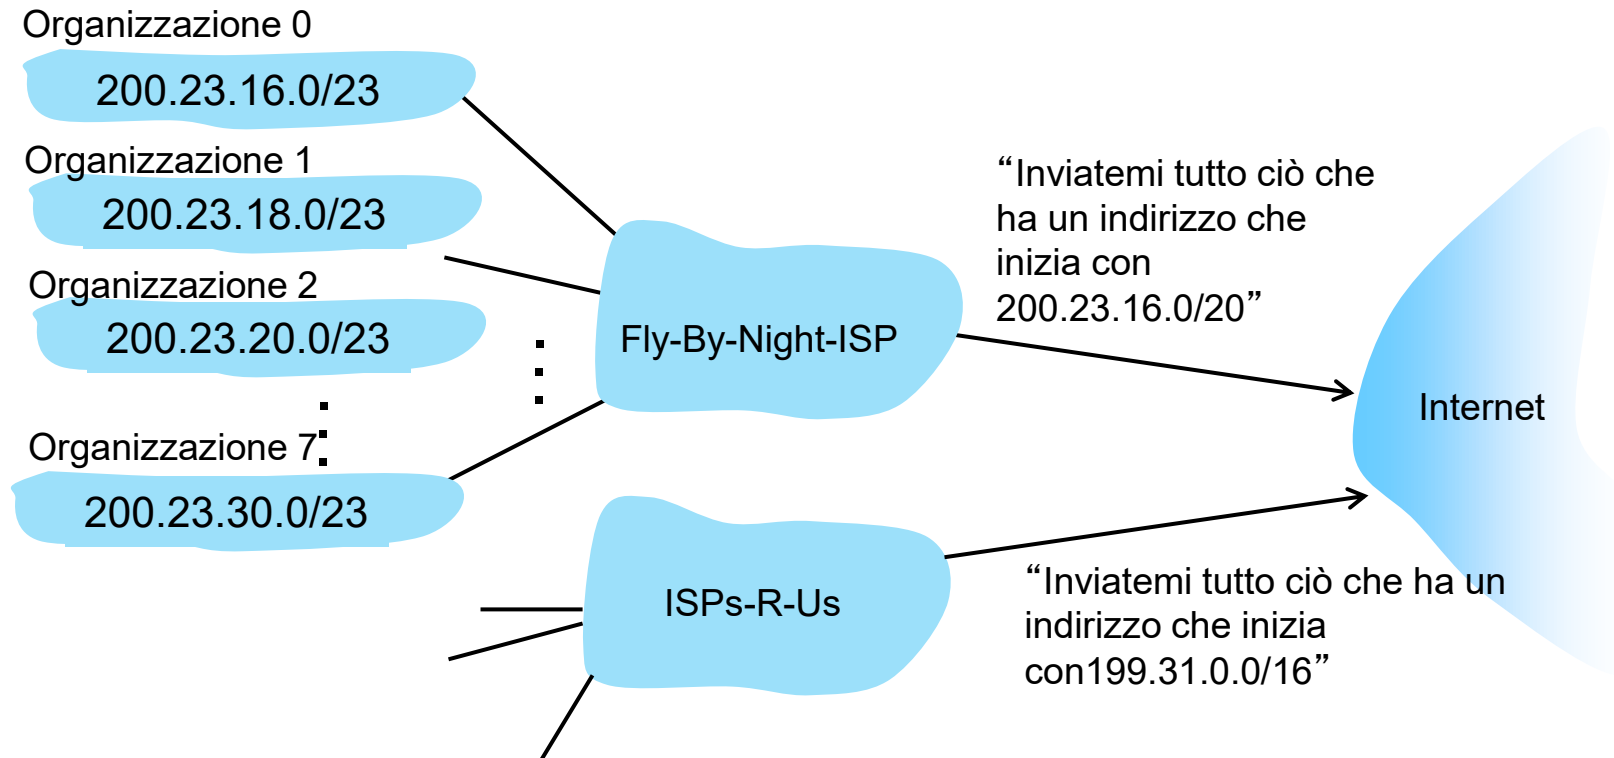 Organizzazione 0
200.23.16.0/23
Organizzazione 1
200.23.18.0/23
Organizzazione 2
200.23.20.0/23
Organizzazione 7
200.23.30.0/23
Fly-By-Night-ISP
“Inviatemi tutto ciò che
ha un indirizzo che
inizia con
200.23.16.0/20”
Internet
ISPs-R-Us
“Inviatemi tutto ciò che ha un
indirizzo che inizia
con199.31.0.0/16”